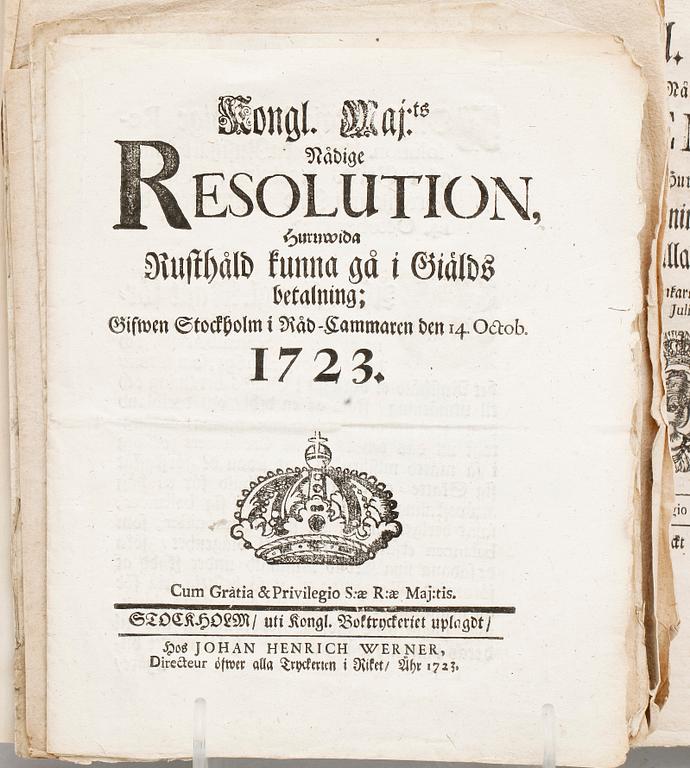 Kongl. Maj:ts
Nådige
RESOLUTION,
Huruwida
Rusthåld kunna gå i Giälds
betalning;
Gifwen Stockholm i Råd-Cammaren den 14. Octob.
1723.
Cum Gratia & Privilegio S:æ R:æ Maj:tis.
STOCKHOLM/ uti Kongl. Boktryckeriet uplagdt/
Hos JOHAN HENRICH WERNER,
Directeur öfwer alla Tryckerien i Riket/ Åhr 1723.